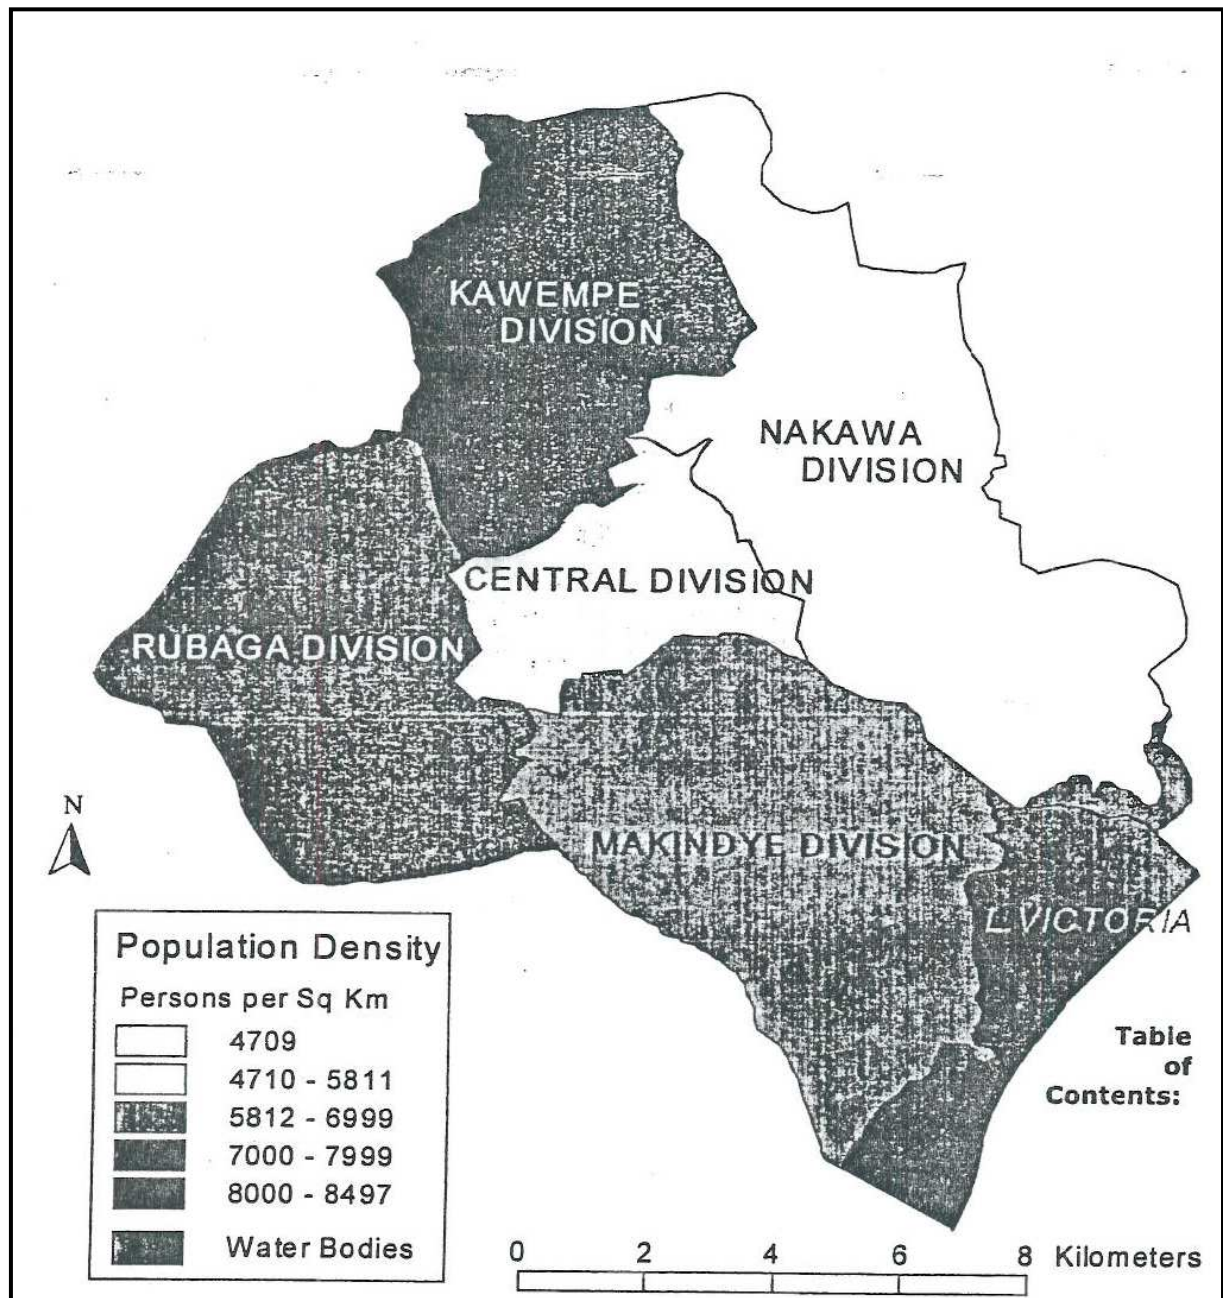 KAWEMPE
DIVISION
NAKAWA
DIVISION
CENTRAL DIVISION
RUBAGA DIVISION
MAKINDYE DIVISION
L.VICTORIA
N
Population Density
Persons per Sq Km
4709
4710 - 5811
5812 - 6999
7000 - 7999
8000 - 8497
Water Bodies
Table
of
Contents:
0 2 4 6 8 Kilometers